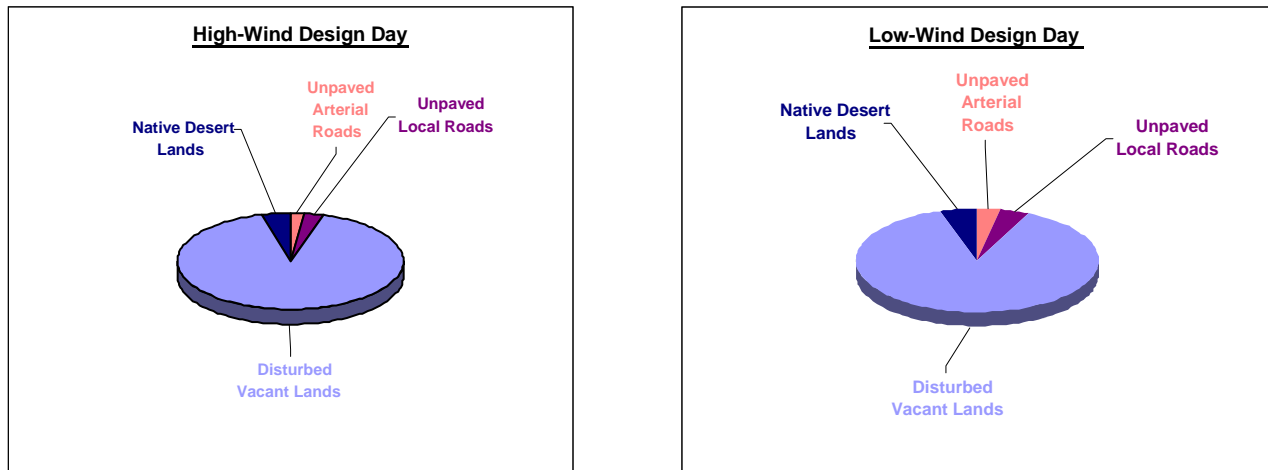 High-Wind Design Day
Unpaved
Arterial
Roads
Unpaved
Local Roads
Native Desert
Lands
Disturbed
Vacant Lands
Low-Wind Design Day
Unpaved
Arterial
Roads
Native Desert
Lands
Unpaved
Local Roads
Disturbed
Vacant Lands